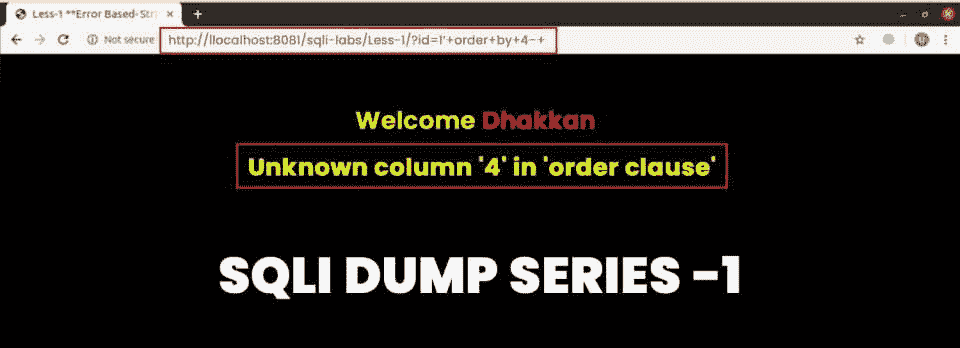 Less-1 **Error Based- Str
Not secure
http://llocalhost:8081/sqli-labs/Less-1/?id=1'+order+by+4-+
Welcome Dhakkan
Unknown column '4' in 'order clause'
SQLI DUMP SERIES -1